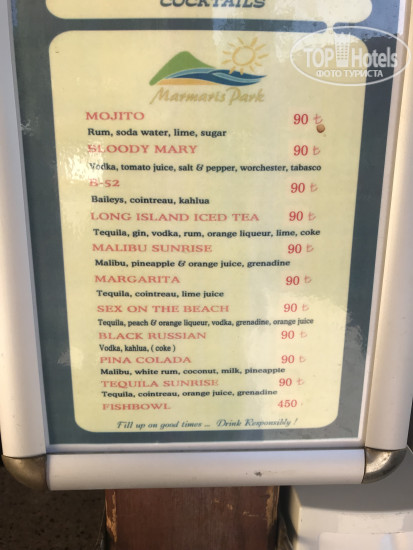 COCKTAILS
TOP Hotels
ФОТО ТУРИСТА
Marmaris Park
MOJITO 90 ₺
Rum, soda water, lime, sugar
BLOODY MARY 90 ₺
Vodka, tomato juice, salt & pepper, worchester, tabasco
B-52 90 ₺
Baileys, cointreau, kahlua
LONG ISLAND ICED TEA 90 ₺
Tequila, gin, vodka, rum, orange liqueur, lime, coke
MALIBU SUNRISE 90 ₺
Malibu, pineapple & orange juice, grenadine
MARGARITA 90 ₺
Tequila, cointreau, lime juice
SEX ON THE BEACH 90 ₺
Tequila, peach & orange liqueur, vodka, grenadine, orange juice
BLACK RUSSIAN 90 ₺
Vodka, kahlua, ( coke )
PINA COLADA 90 ₺
Malibu, white rum, coconut, milk, pineapple
TEQUILA SUNRISE 90 ₺
Tequila, cointreau, orange juice, grenadine
FISHBOWL 450
Fill up on good times ... Drink Responsibly !